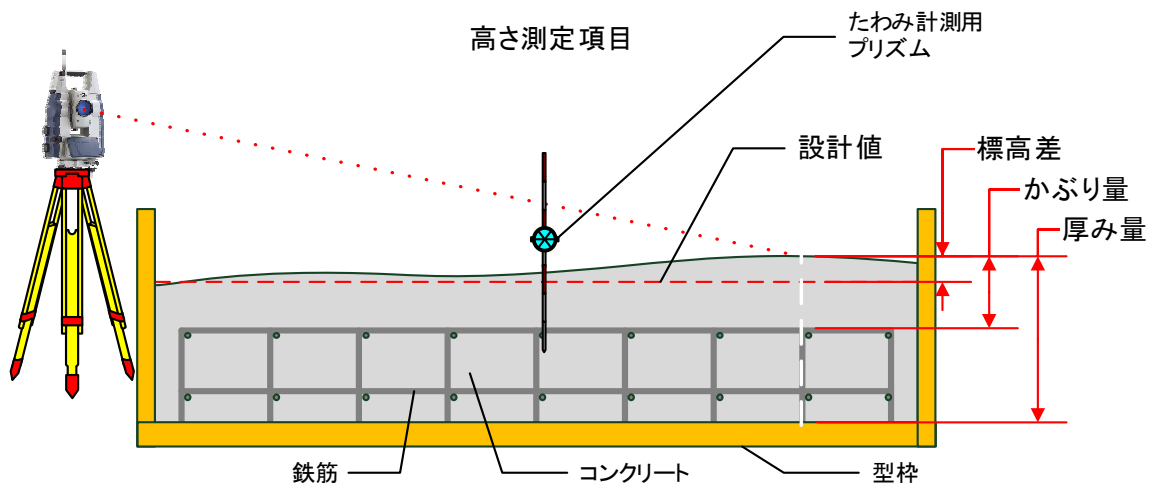 高さ測定項目
たわみ計測用
プリズム
設計値
標高差
かぶり量
厚み量
鉄筋
コンクリート
型枠